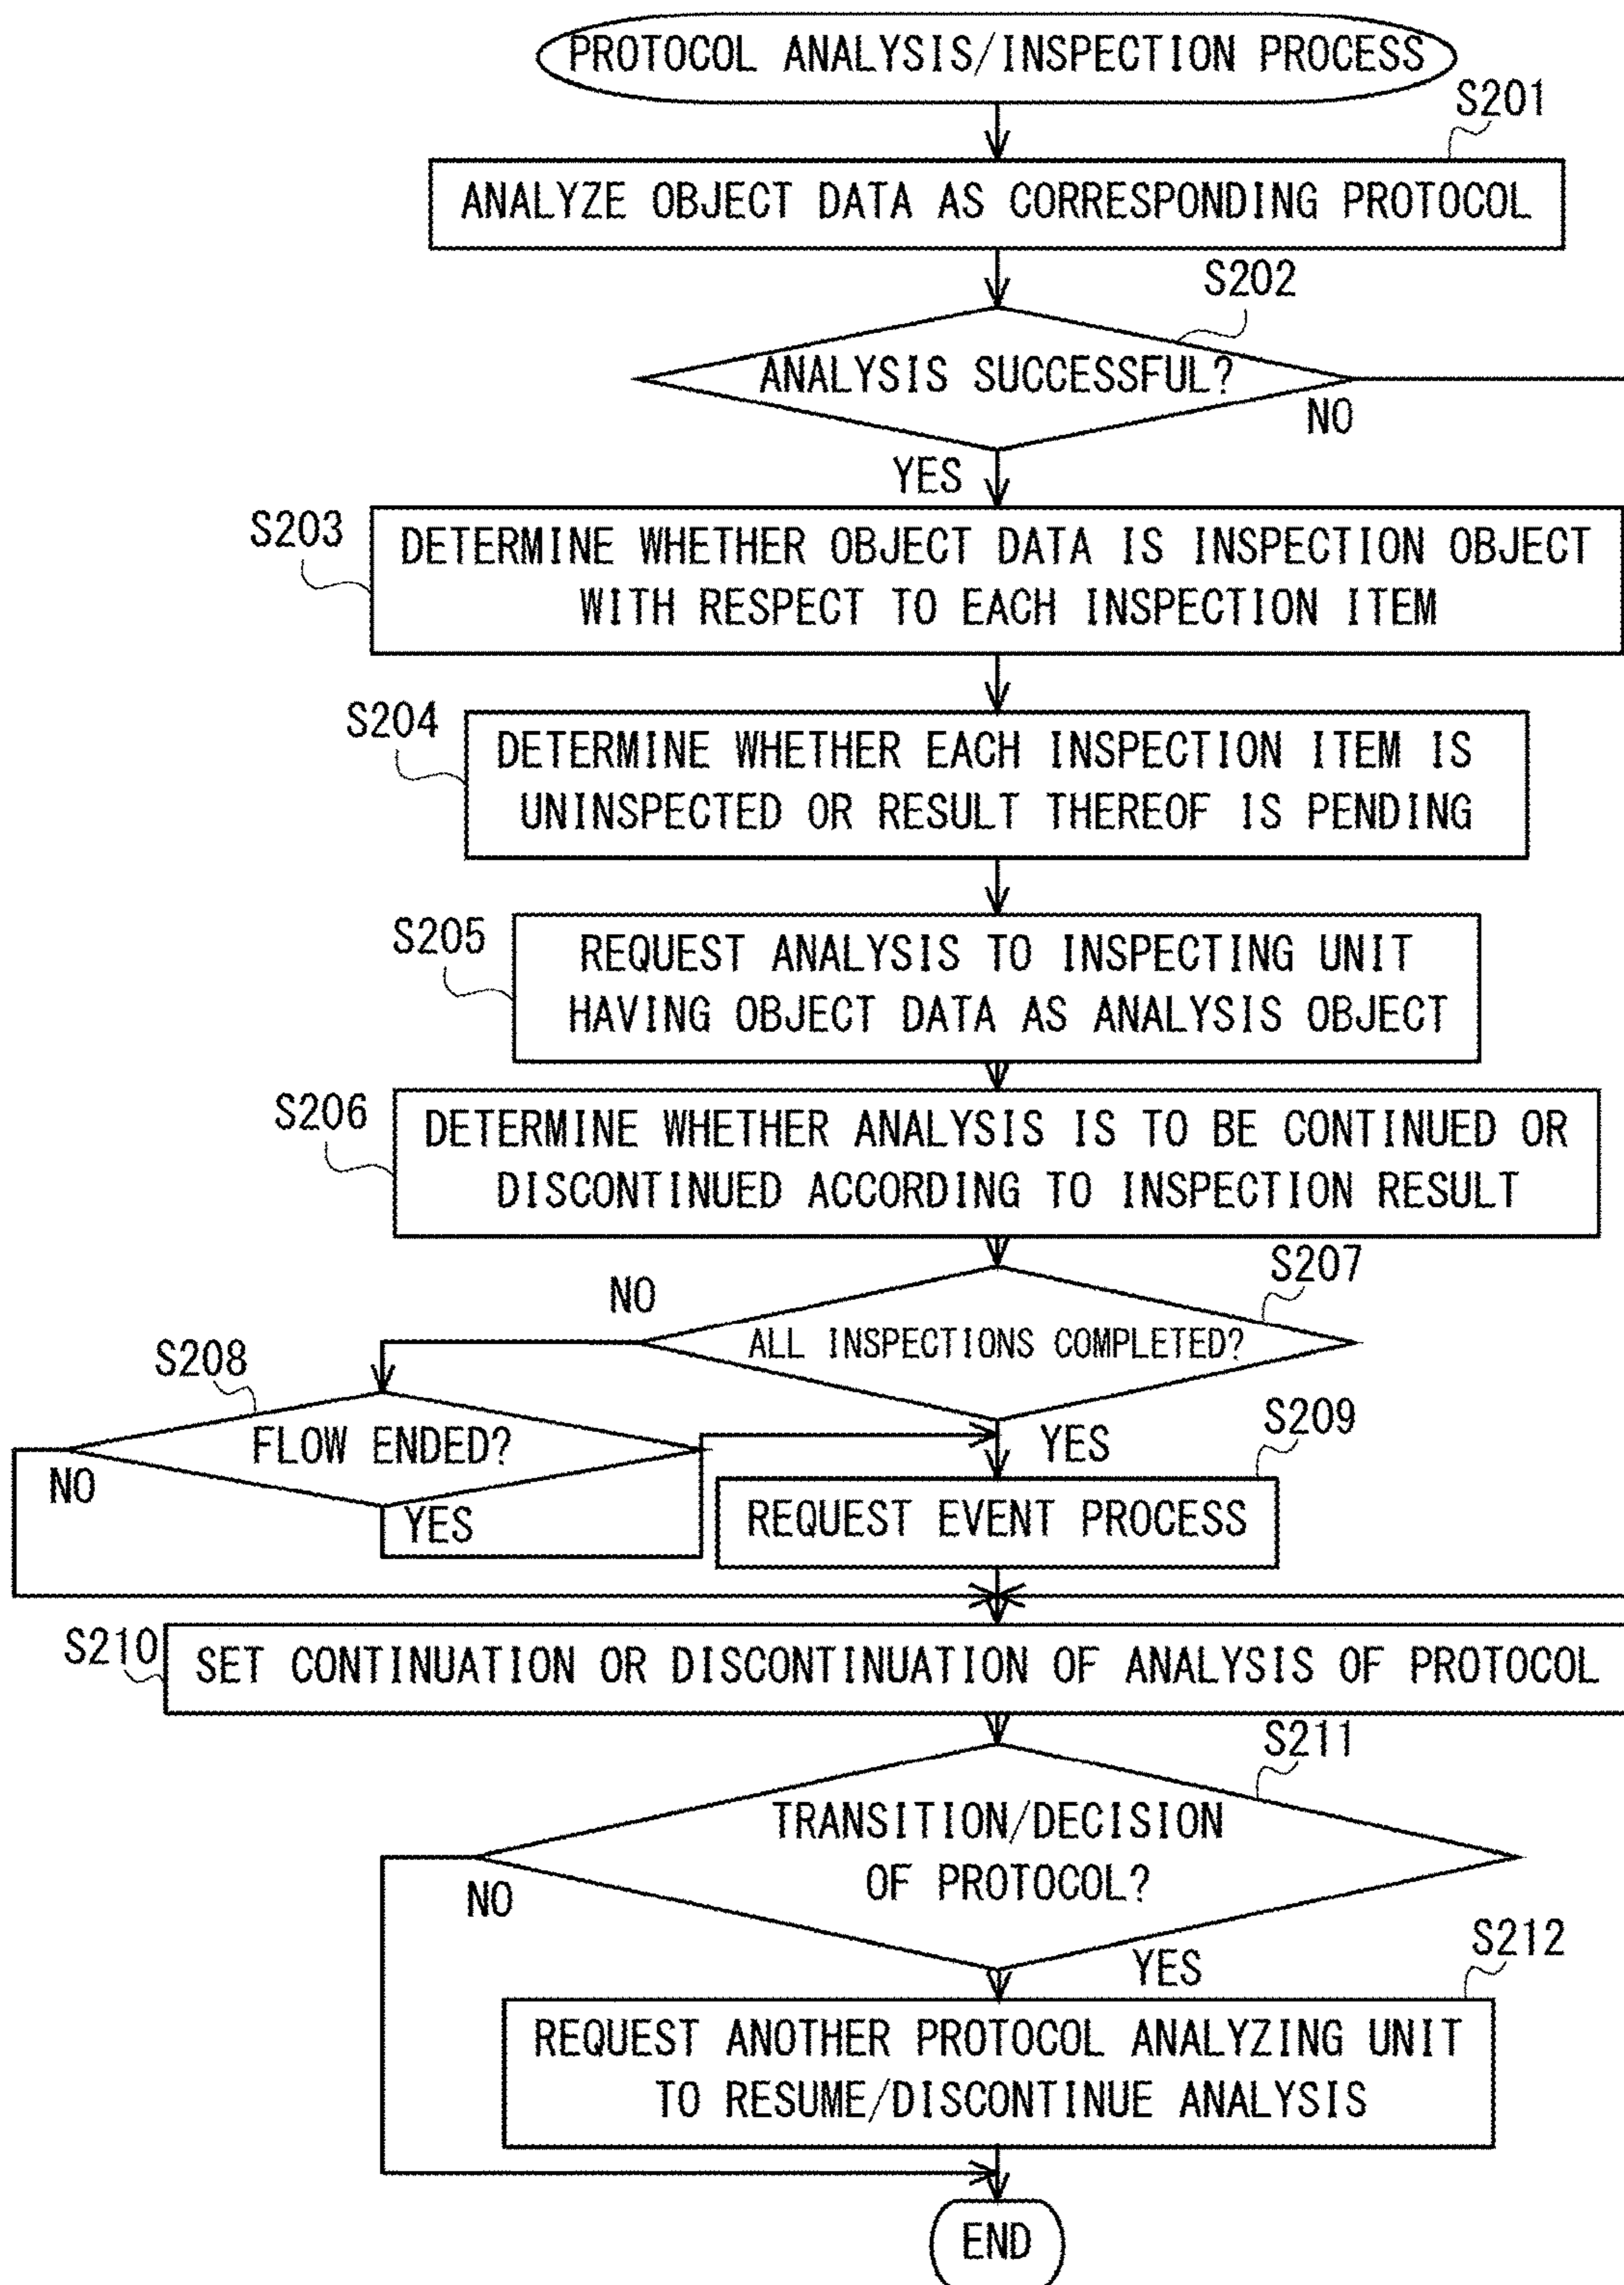 PROTOCOL ANALYSIS/INSPECTION PROCESS
S201
ANALYZE OBJECT DATA AS CORRESPONDING PROTOCOL
S202
ANALYSIS SUCCESSFUL?
NO
YES
S203
DETERMINE WHETHER OBJECT DATA IS INSPECTION OBJECT
WITH RESPECT TO EACH INSPECTION ITEM
S204
DETERMINE WHETHER EACH INSPECTION ITEM IS
UNINSPECTED OR RESULT THEREOF IS PENDING
S205
REQUEST ANALYSIS TO INSPECTING UNIT
HAVING OBJECT DATA AS ANALYSIS OBJECT
S206
DETERMINE WHETHER ANALYSIS IS TO BE CONTINUED OR
DISCONTINUED ACCORDING TO INSPECTION RESULT
S207
NO
ALL INSPECTIONS COMPLETED?
S208
FLOW ENDED?
S209
YES
NO
YES
REQUEST EVENT PROCESS
S210
SET CONTINUATION OR DISCONTINUATION OF ANALYSIS OF PROTOCOL
S211
TRANSITION/DECISION
OF PROTOCOL?
NO
YES
S212
REQUEST ANOTHER PROTOCOL ANALYZING UNIT
TO RESUME/DISCONTINUE ANALYSIS
END